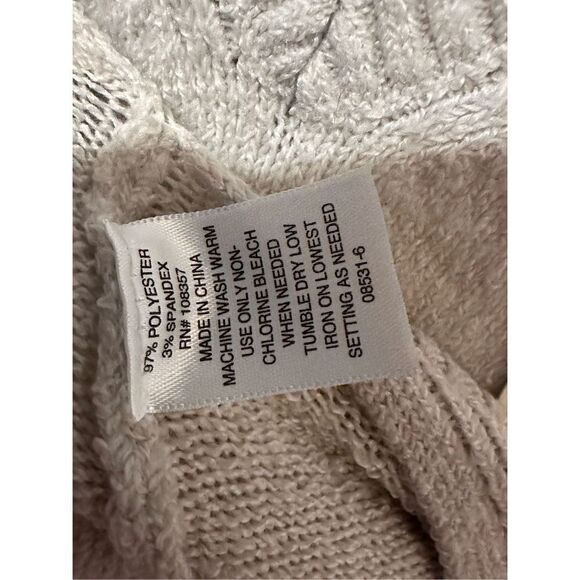 97% POLYESTER
3% SPANDEX
RN# 108357
MADE IN CHINA
MACHINE WASH WARM
USE ONLY NON-
CHLORINE BLEACH
WHEN NEEDED
TUMBLE DRY LOW
IRON ON LOWEST
SETTING AS NEEDED
08531-6